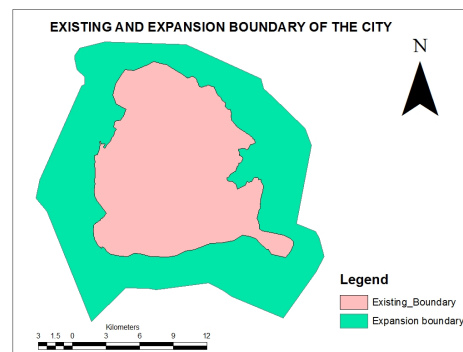 EXISTING AND EXPANSION BOUNDARY OF THE CITY
N
Legend
Existing_Boundary
Expansion boundary
Kilometers
3 1.5 0 3 6 9 12